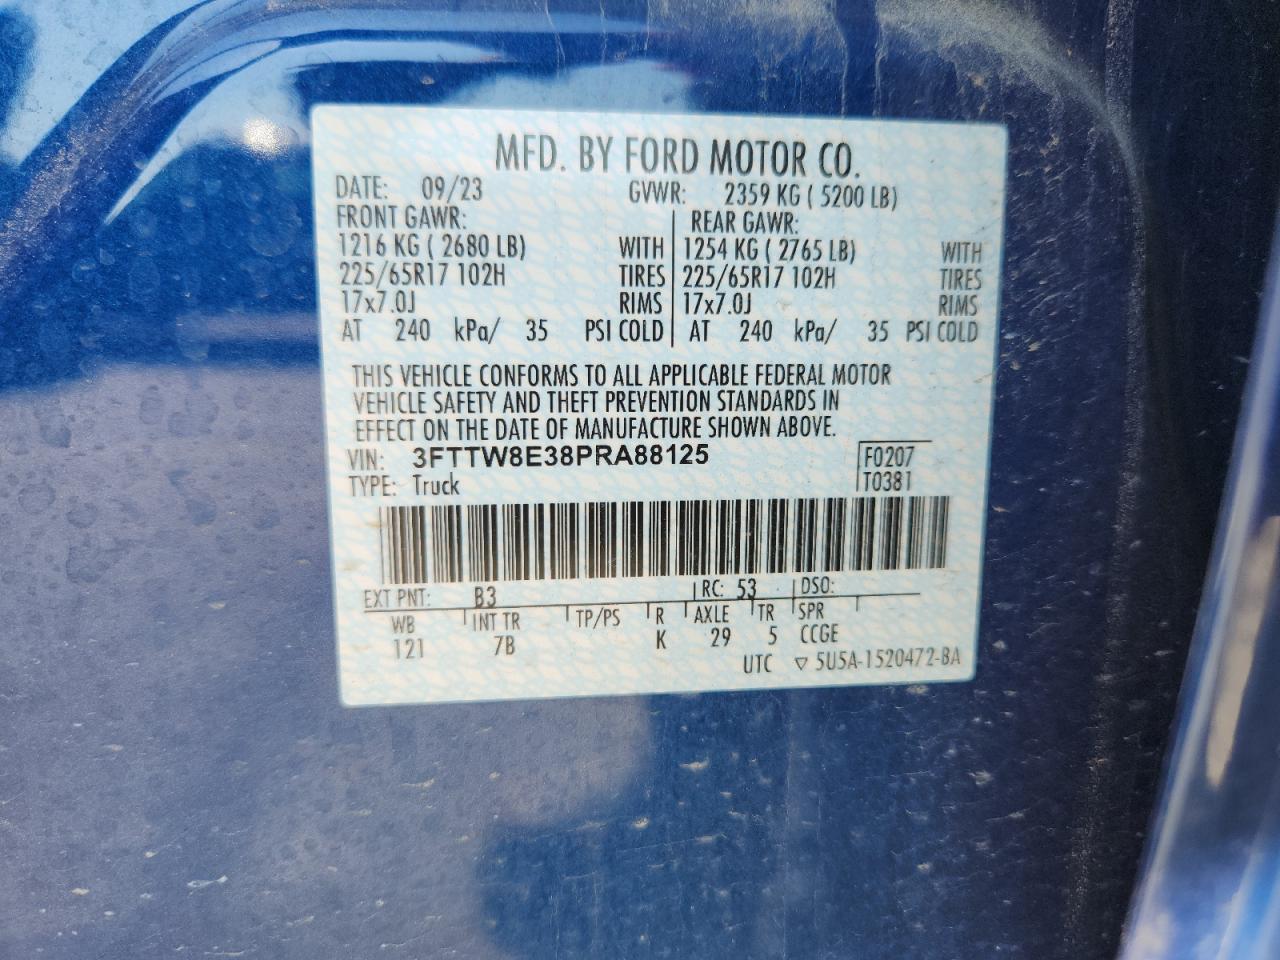 MFD. BY FORD MOTOR CO.
DATE: 09/23 GVWR: 2359 KG ( 5200 LB)
FRONT GAWR: REAR GAWR:
1216 KG ( 2680 LB) WITH 1254 KG ( 2765 LB) WITH
225/65R17 102H TIRES 225/65R17 102H TIRES
17x7.0J RIMS 17x7.0J RIMS
AT 240 kPa/ 35 PSI COLD AT 240 kPa/ 35 PSI COLD
THIS VEHICLE CONFORMS TO ALL APPLICABLE FEDERAL MOTOR
VEHICLE SAFETY AND THEFT PREVENTION STANDARDS IN
EFFECT ON THE DATE OF MANUFACTURE SHOWN ABOVE.
VIN: 3FTTW8E38PRA88125 F0207
TYPE: Truck T0381
EXT PNT: B3 RC: 53 DSO:
WB INT TR TP/PS R AXLE TR SPR
121 7B K 29 5 CCGE
UTC ▽ 5U5A-1520472-BA